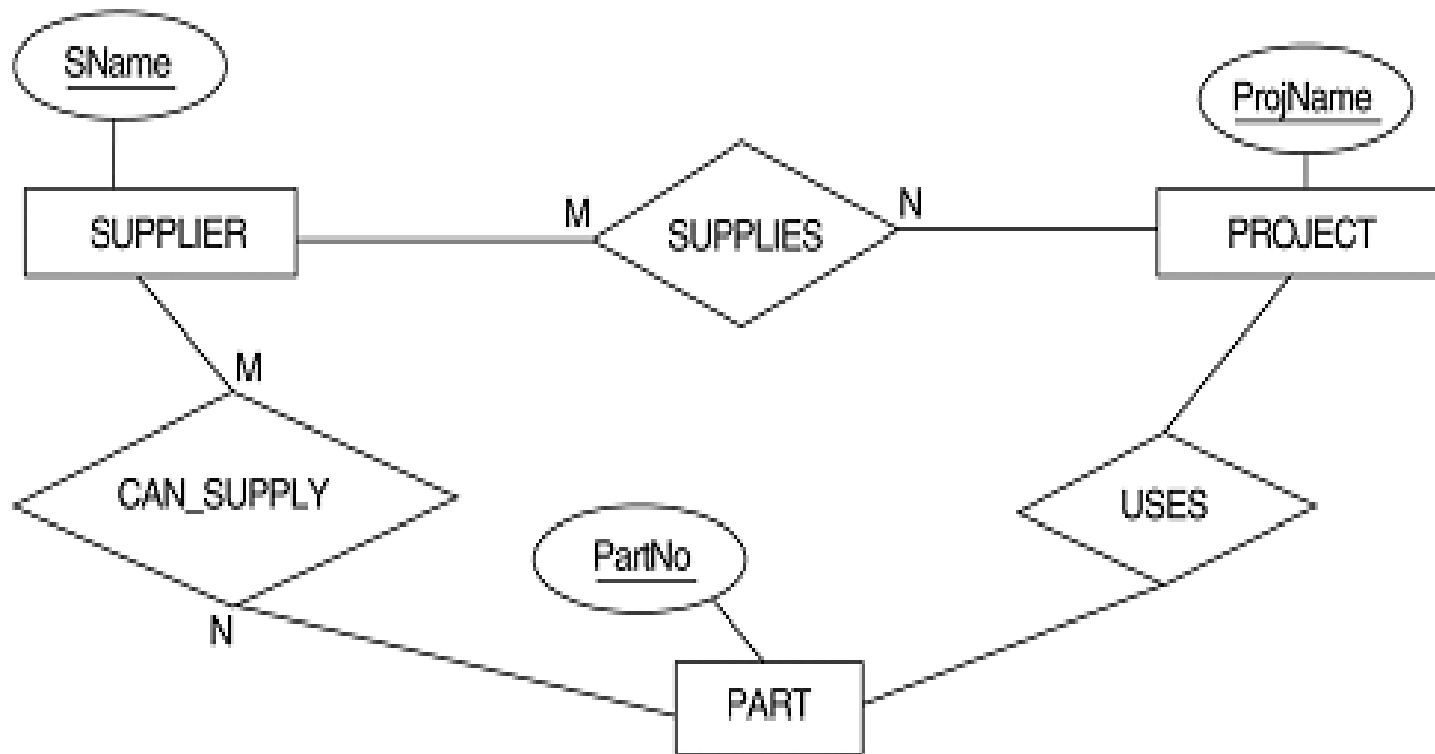 SName
ProjName
SUPPLIER
M
SUPPLIES
N
PROJECT
M
CAN_SUPPLY
USES
PartNo
N
PART